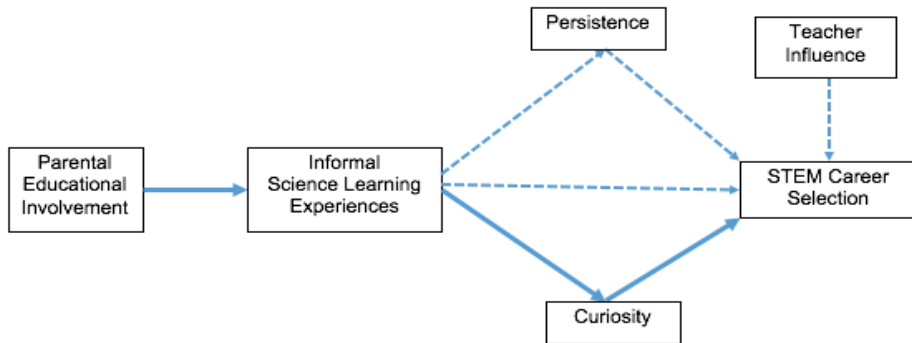 Persistence
Teacher
Influence
Parental
Educational
Involvement
Informal
Science Learning
Experiences
STEM Career
Selection
Curiosity